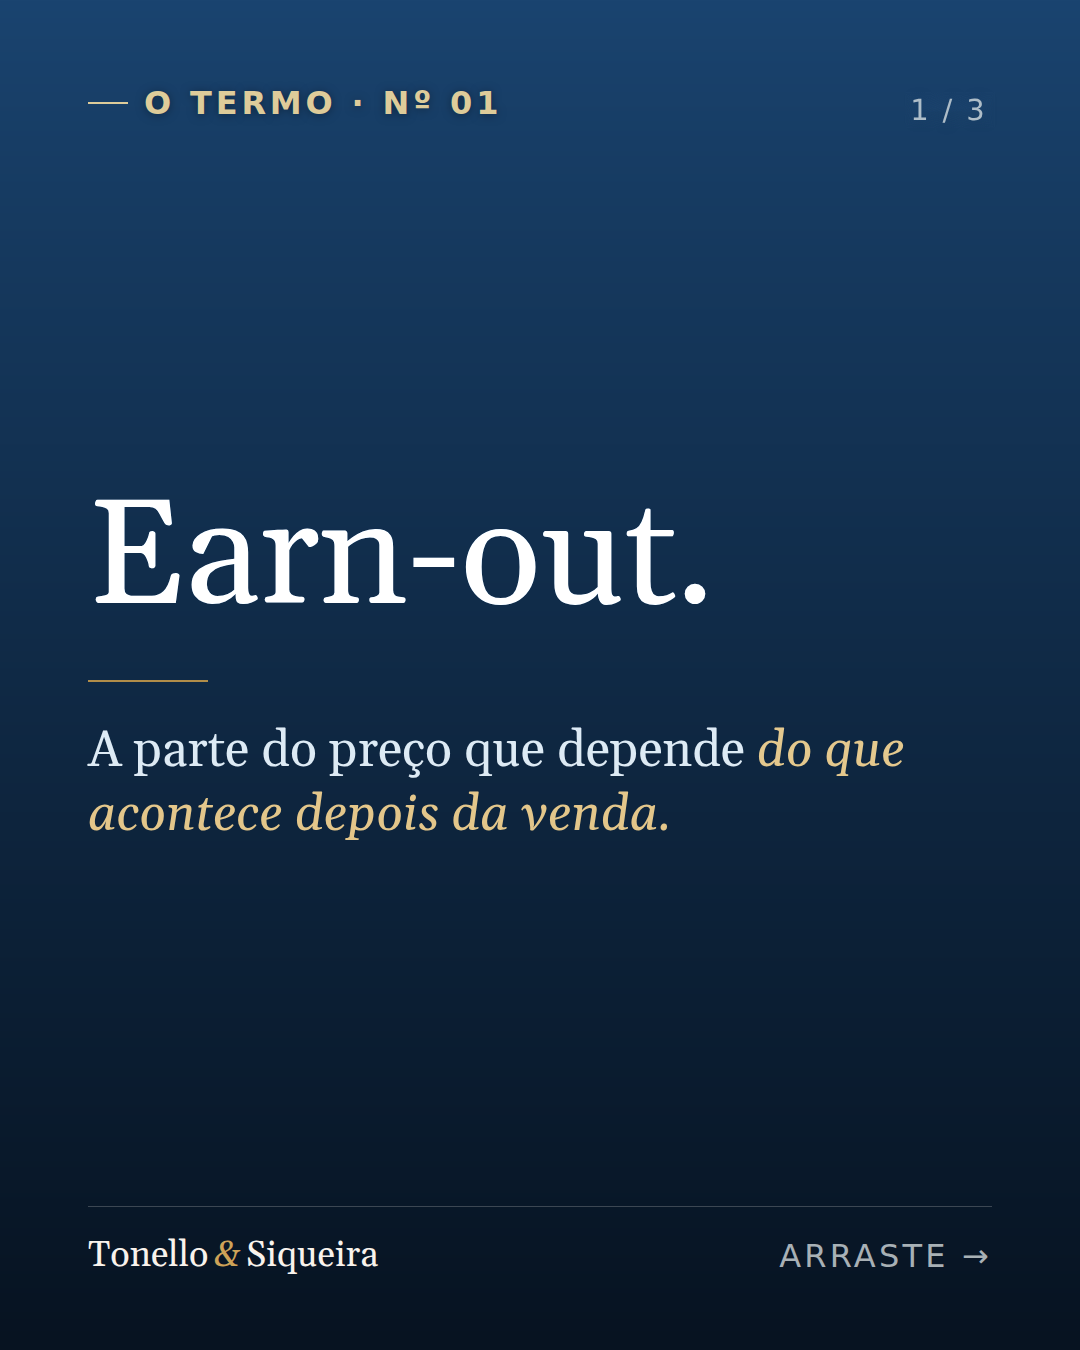 — O TERMO · Nº 01
1 / 3
Earn-out.
A parte do preço que depende do que
acontece depois da venda.
Tonello & Siqueira
ARRASTE →